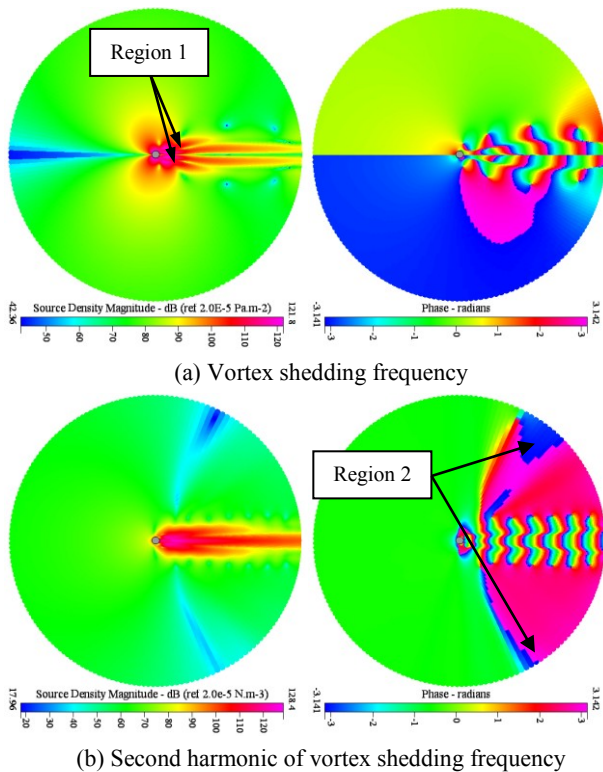 Region 1
Source Density Magnitude - dB (ref 2.0E-5 Pa.m-2)
42.36 121.8
50 60 70 80 90 100 110 120
Phase - radians
-3.141 3.142
-3 -2 -1 0 1 2 3
(a) Vortex shedding frequency
Region 2
Source Density Magnitude - dB (ref 2.0e-5 N.m-3)
17.96 128.4
20 30 40 50 60 70 80 90 100 110 120
Phase - radians
-3.141 3.142
-3 -2 -1 0 1 2 3
(b) Second harmonic of vortex shedding frequency